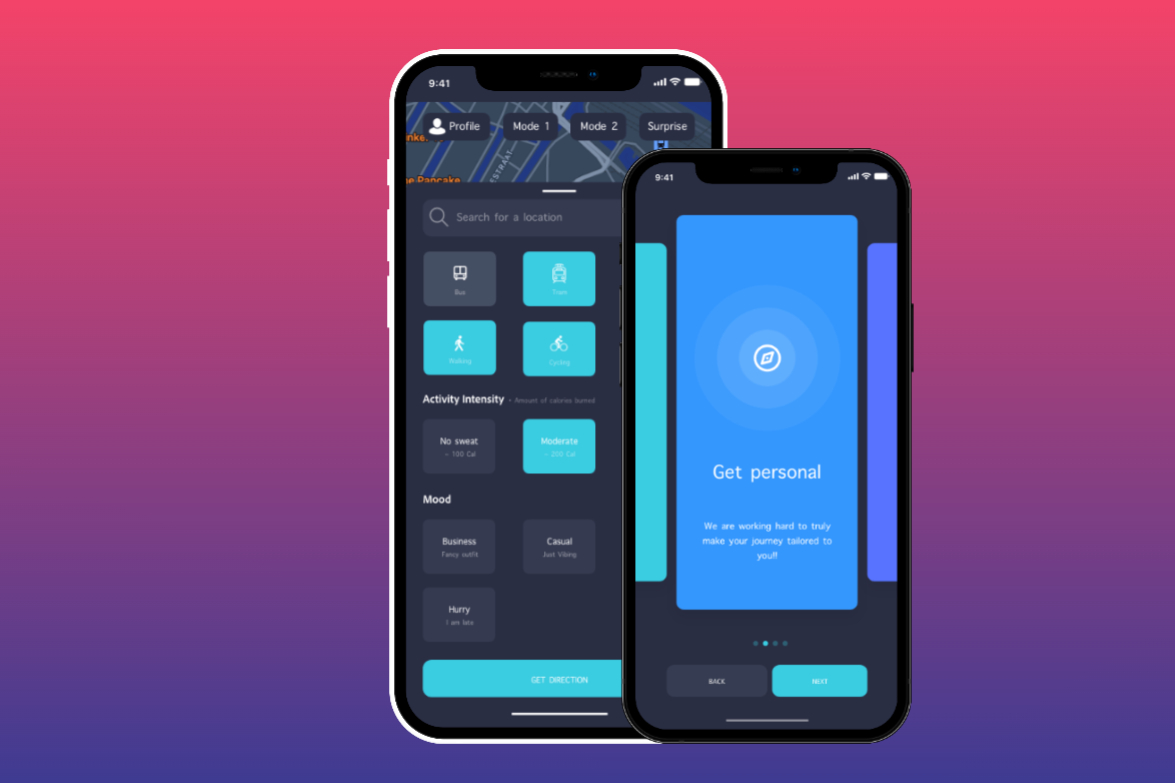 9:41
Profile
Mode 1
Mode 2
Surprise
nke.
ESTRAAT
ge Pancake
Search for a location
Bus
Tram
Walking
Cycling
Activity Intensity - Amount of calories burned
No sweat
~ 100 Cal
Moderate
~ 200 Cal
Mood
Business
Fancy outfit
Casual
Just Vibing
Hurry
I am late
GET DIRECTION
9:41
Get personal
We are working hard to truly
make your journey tailored to
you!!
BACK
NEXT